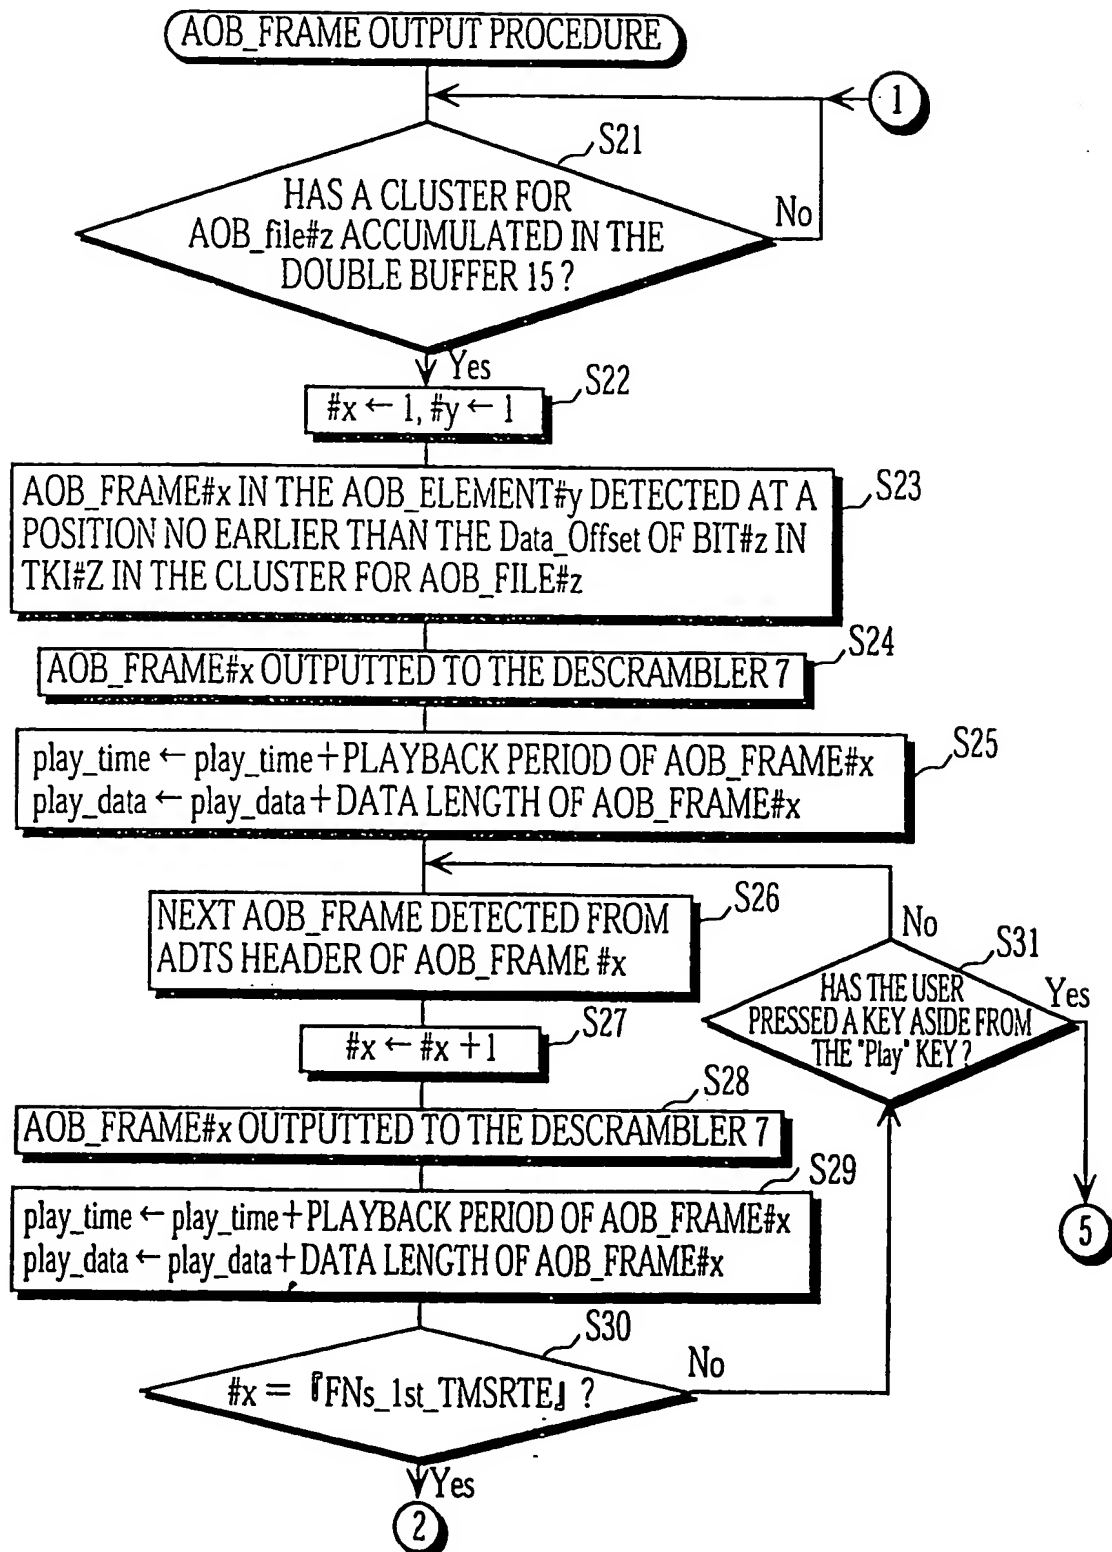 AOB_FRAME OUTPUT PROCEDURE
1
S21
HAS A CLUSTER FOR
AOB_file#z ACCUMULATED IN THE
DOUBLE BUFFER 15 ?
No
Yes
S22
#x ← 1, #y ← 1
S23
AOB_FRAME#x IN THE AOB_ELEMENT#y DETECTED AT A
POSITION NO EARLIER THAN THE Data_Offset OF BIT#z IN
TKI#Z IN THE CLUSTER FOR AOB_FILE#z
S24
AOB_FRAME#x OUTPUTTED TO THE DESCRAMBLER 7
S25
play_time ← play_time+PLAYBACK PERIOD OF AOB_FRAME#x
play_data ← play_data+DATA LENGTH OF AOB_FRAME#x
S26
NEXT AOB_FRAME DETECTED FROM
ADTS HEADER OF AOB_FRAME #x
No
S31
HAS THE USER
PRESSED A KEY ASIDE FROM
THE "Play" KEY ?
Yes
S27
#x ← #x +1
S28
AOB_FRAME#x OUTPUTTED TO THE DESCRAMBLER 7
S29
play_time ← play_time+PLAYBACK PERIOD OF AOB_FRAME#x
play_data ← play_data+DATA LENGTH OF AOB_FRAME#x
5
S30
#x = 『FNs_1st_TMSRTE』 ?
No
Yes
2